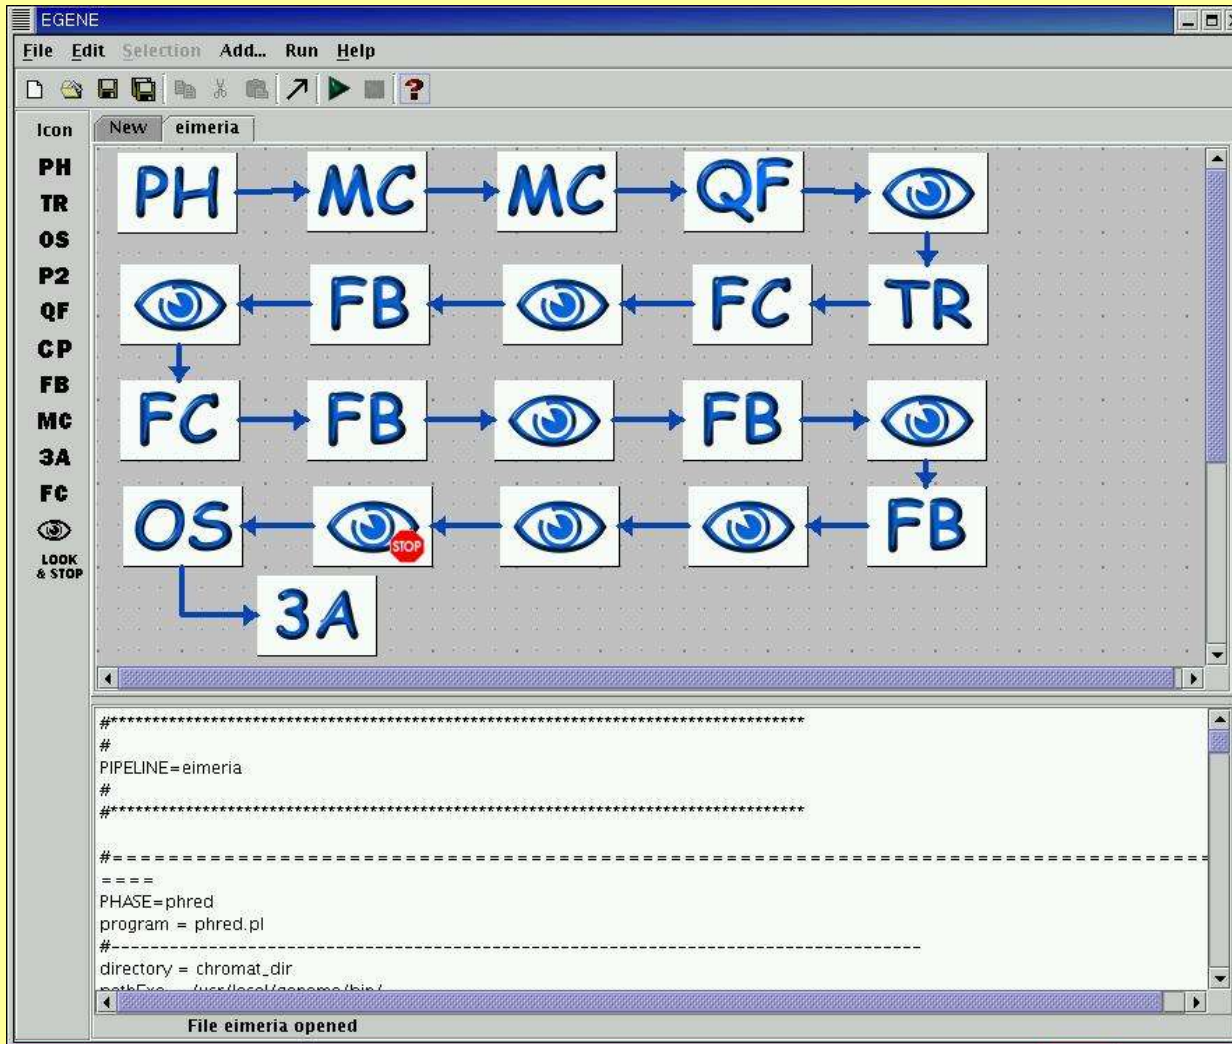 EGENE
File Edit Selection Add... Run Help
Icon
PH
TR
OS
P2
QF
CP
FB
MC
3A
FC
LOOK
& STOP
New eimeria
PH MC MC QF
FB FC TR
FC FB FB
OS STOP FB
3A
#***********************************************************************************
#
PIPELINE=eimeria
#
#***********************************************************************************
#================================================================================
====
PHASE=phred
program = phred.pl
#--------------------------------------------------------------------------------
directory = chromat_dir
File eimeria opened